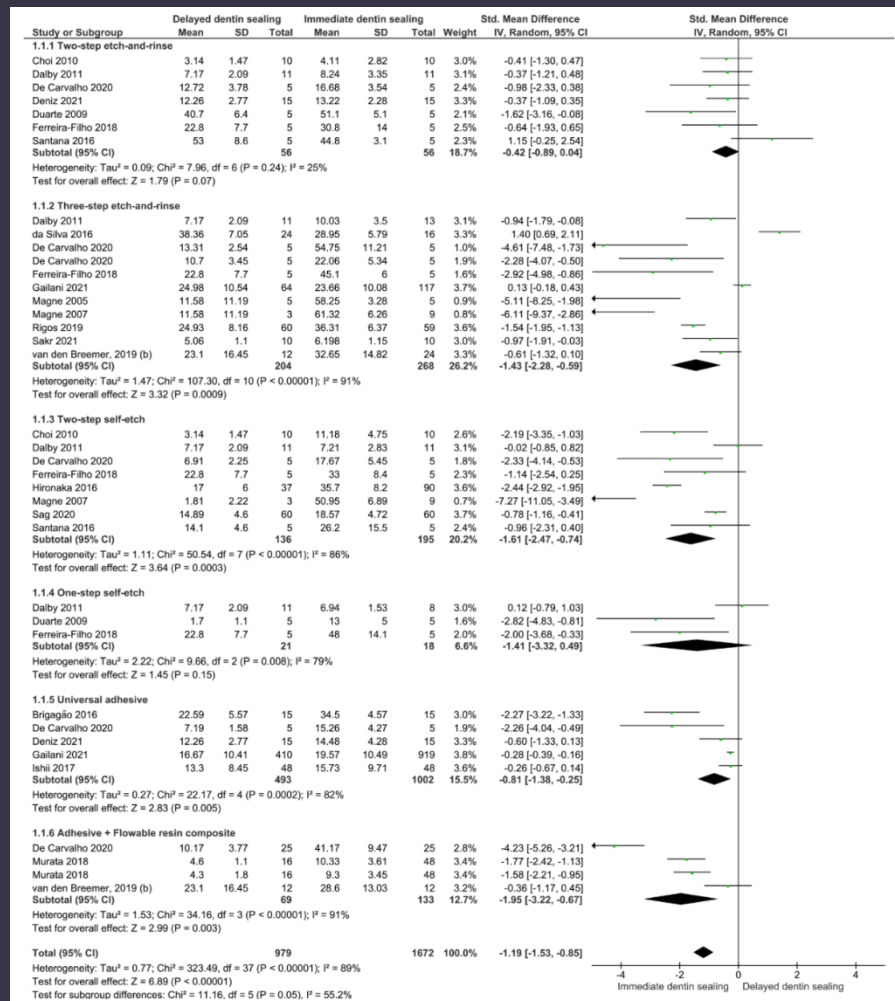 Delayed dentin sealing Immediate dentin sealing Std. Mean Difference Std. Mean Difference
Study or Subgroup Mean SD Total Mean SD Total Weight IV, Random, 95% CI IV, Random, 95% CI
1.1.1 Two-step etch-and-rinse
Choi 2010 3.14 1.47 10 4.11 2.82 10 3.0% -0.41 [-1.30, 0.47]
Dalby 2011 7.17 2.09 11 8.24 3.35 11 3.1% -0.37 [-1.21, 0.48]
De Carvalho 2020 12.72 3.78 5 16.68 3.54 5 2.4% -0.98 [-2.33, 0.38]
Deniz 2021 12.26 2.77 15 13.22 2.28 15 3.2% -0.37 [-1.09, 0.35]
Duarte 2009 40.7 6.4 5 51.1 5.1 5 2.2% -1.62 [-3.16, -0.08]
Ferreira-Filho 2018 22.8 7.7 5 30.8 14 5 2.5% -0.64 [-1.93, 0.65]
Santana 2016 53 8.6 5 44.8 3.1 5 2.4% 1.15 [-0.25, 2.54]
Subtotal (95% CI) 56 56 18.7% -0.42 [-0.89, 0.04]
Heterogeneity: Tau² = 0.09; Chi² = 7.96, df = 6 (P = 0.24); I² = 25%
Test for overall effect: Z = 1.79 (P = 0.07)
1.1.2 Three-step etch-and-rinse
Dalby 2011 7.17 2.09 11 10.03 3.5 13 3.1% -0.94 [-1.79, -0.08]
da Silva 2016 38.36 7.05 24 28.95 5.79 16 3.3% 1.40 [0.69, 2.11]
De Carvalho 2020 13.31 2.54 5 54.75 11.21 5 1.0% -4.61 [-7.48, -1.73]
De Carvalho 2020 10.7 3.45 5 22.06 5.34 5 1.9% -2.28 [-4.07, -0.50]
Ferreira-Filho 2018 22.8 7.7 5 45.1 6 5 1.6% -2.92 [-4.98, -0.86]
Gailani 2021 24.98 10.54 64 23.66 10.08 117 3.7% 0.13 [-0.18, 0.43]
Magne 2005 11.58 11.19 5 58.25 3.28 5 0.9% -5.11 [-8.25, -1.98]
Magne 2007 11.58 11.19 3 61.32 6.26 9 0.9% -6.11 [-9.37, -2.86]
Rigos 2019 24.93 8.16 60 36.31 6.37 59 3.6% -1.54 [-1.95, -1.13]
Sakr 2021 5.06 1.1 10 6.198 1.15 10 3.0% -0.97 [-1.91, -0.03]
van den Breemer, 2019 (b) 23.1 16.45 12 32.65 14.82 24 3.3% -0.61 [-1.32, 0.10]
Subtotal (95% CI) 204 268 26.2% -1.43 [-2.28, -0.59]
Heterogeneity: Tau² = 1.47; Chi² = 107.30, df = 10 (P < 0.00001); I² = 91%
Test for overall effect: Z = 3.32 (P = 0.0009)
1.1.3 Two-step self-etch
Choi 2010 3.14 1.47 10 11.18 4.75 10 2.6% -2.19 [-3.35, -1.03]
Dalby 2011 7.17 2.09 11 7.21 2.83 11 3.1% -0.02 [-0.85, 0.82]
De Carvalho 2020 6.91 2.25 5 17.67 5.45 5 1.8% -2.33 [-4.14, -0.53]
Ferreira-Filho 2018 22.8 7.7 5 33 8.4 5 2.3% -1.14 [-2.54, 0.25]
Hironaka 2016 17 6 37 35.7 8.2 90 3.5% -2.44 [-2.92, -1.95]
Magne 2007 1.81 2.22 3 50.95 6.89 9 0.7% -7.27 [-11.05, -3.49]
Sag 2020 14.89 4.6 60 18.57 4.72 60 3.6% -0.78 [-1.16, -0.41]
Santana 2016 14.1 4.6 5 26.2 15.5 5 2.4% -0.96 [-2.31, 0.40]
Subtotal (95% CI) 136 195 20.2% -1.61 [-2.47, -0.74]
Heterogeneity: Tau² = 1.11; Chi² = 50.54, df = 7 (P < 0.00001); I² = 86%
Test for overall effect: Z = 3.64 (P = 0.0003)
1.1.4 One-step self-etch
Dalby 2011 7.17 2.09 11 6.94 1.53 8 3.0% 0.12 [-0.79, 1.03]
Duarte 2009 1.7 1.1 5 13 5 5 1.6% -2.82 [-4.83, -0.81]
Ferreira-Filho 2018 22.8 7.7 5 48 14.1 5 2.0% -2.00 [-3.68, -0.33]
Subtotal (95% CI) 21 18 6.6% -1.41 [-3.32, 0.49]
Heterogeneity: Tau² = 2.22; Chi² = 9.66, df = 2 (P = 0.008); I² = 79%
Test for overall effect: Z = 1.45 (P = 0.15)
1.1.5 Universal adhesive
Brigagão 2016 22.59 5.57 15 34.5 4.57 15 3.0% -2.27 [-3.22, -1.33]
De Carvalho 2020 7.19 1.58 5 15.26 4.27 5 1.9% -2.26 [-4.04, -0.49]
Deniz 2021 12.26 2.77 15 14.48 4.28 15 3.2% -0.60 [-1.33, 0.13]
Gailani 2021 16.67 10.41 410 19.57 10.49 919 3.8% -0.28 [-0.39, -0.16]
Ishii 2017 13.3 8.45 48 15.73 9.71 48 3.6% -0.26 [-0.67, 0.14]
Subtotal (95% CI) 493 1002 15.5% -0.81 [-1.38, -0.25]
Heterogeneity: Tau² = 0.27; Chi² = 22.17, df = 4 (P = 0.0002); I² = 82%
Test for overall effect: Z = 2.83 (P = 0.005)
1.1.6 Adhesive + Flowable resin composite
De Carvalho 2020 10.17 3.77 25 41.17 9.47 25 2.8% -4.23 [-5.26, -3.21]
Murata 2018 4.6 1.1 16 10.33 3.61 48 3.4% -1.77 [-2.42, -1.13]
Murata 2018 4.3 1.8 16 9.3 3.45 48 3.4% -1.58 [-2.21, -0.95]
van den Breemer, 2019 (b) 23.1 16.45 12 28.6 13.03 12 3.2% -0.36 [-1.17, 0.45]
Subtotal (95% CI) 69 133 12.7% -1.95 [-3.22, -0.67]
Heterogeneity: Tau² = 1.53; Chi² = 34.16, df = 3 (P < 0.00001); I² = 91%
Test for overall effect: Z = 2.99 (P = 0.003)
Total (95% CI) 979 1672 100.0% -1.19 [-1.53, -0.85]
Heterogeneity: Tau² = 0.77; Chi² = 323.49, df = 37 (P < 0.00001); I² = 89%
Test for overall effect: Z = 6.89 (P < 0.00001)
Test for subgroup differences: Chi² = 11.16, df = 5 (P = 0.05), I² = 55.2%
-4 -2 0 2 4
Immediate dentin sealing Delayed dentin sealing